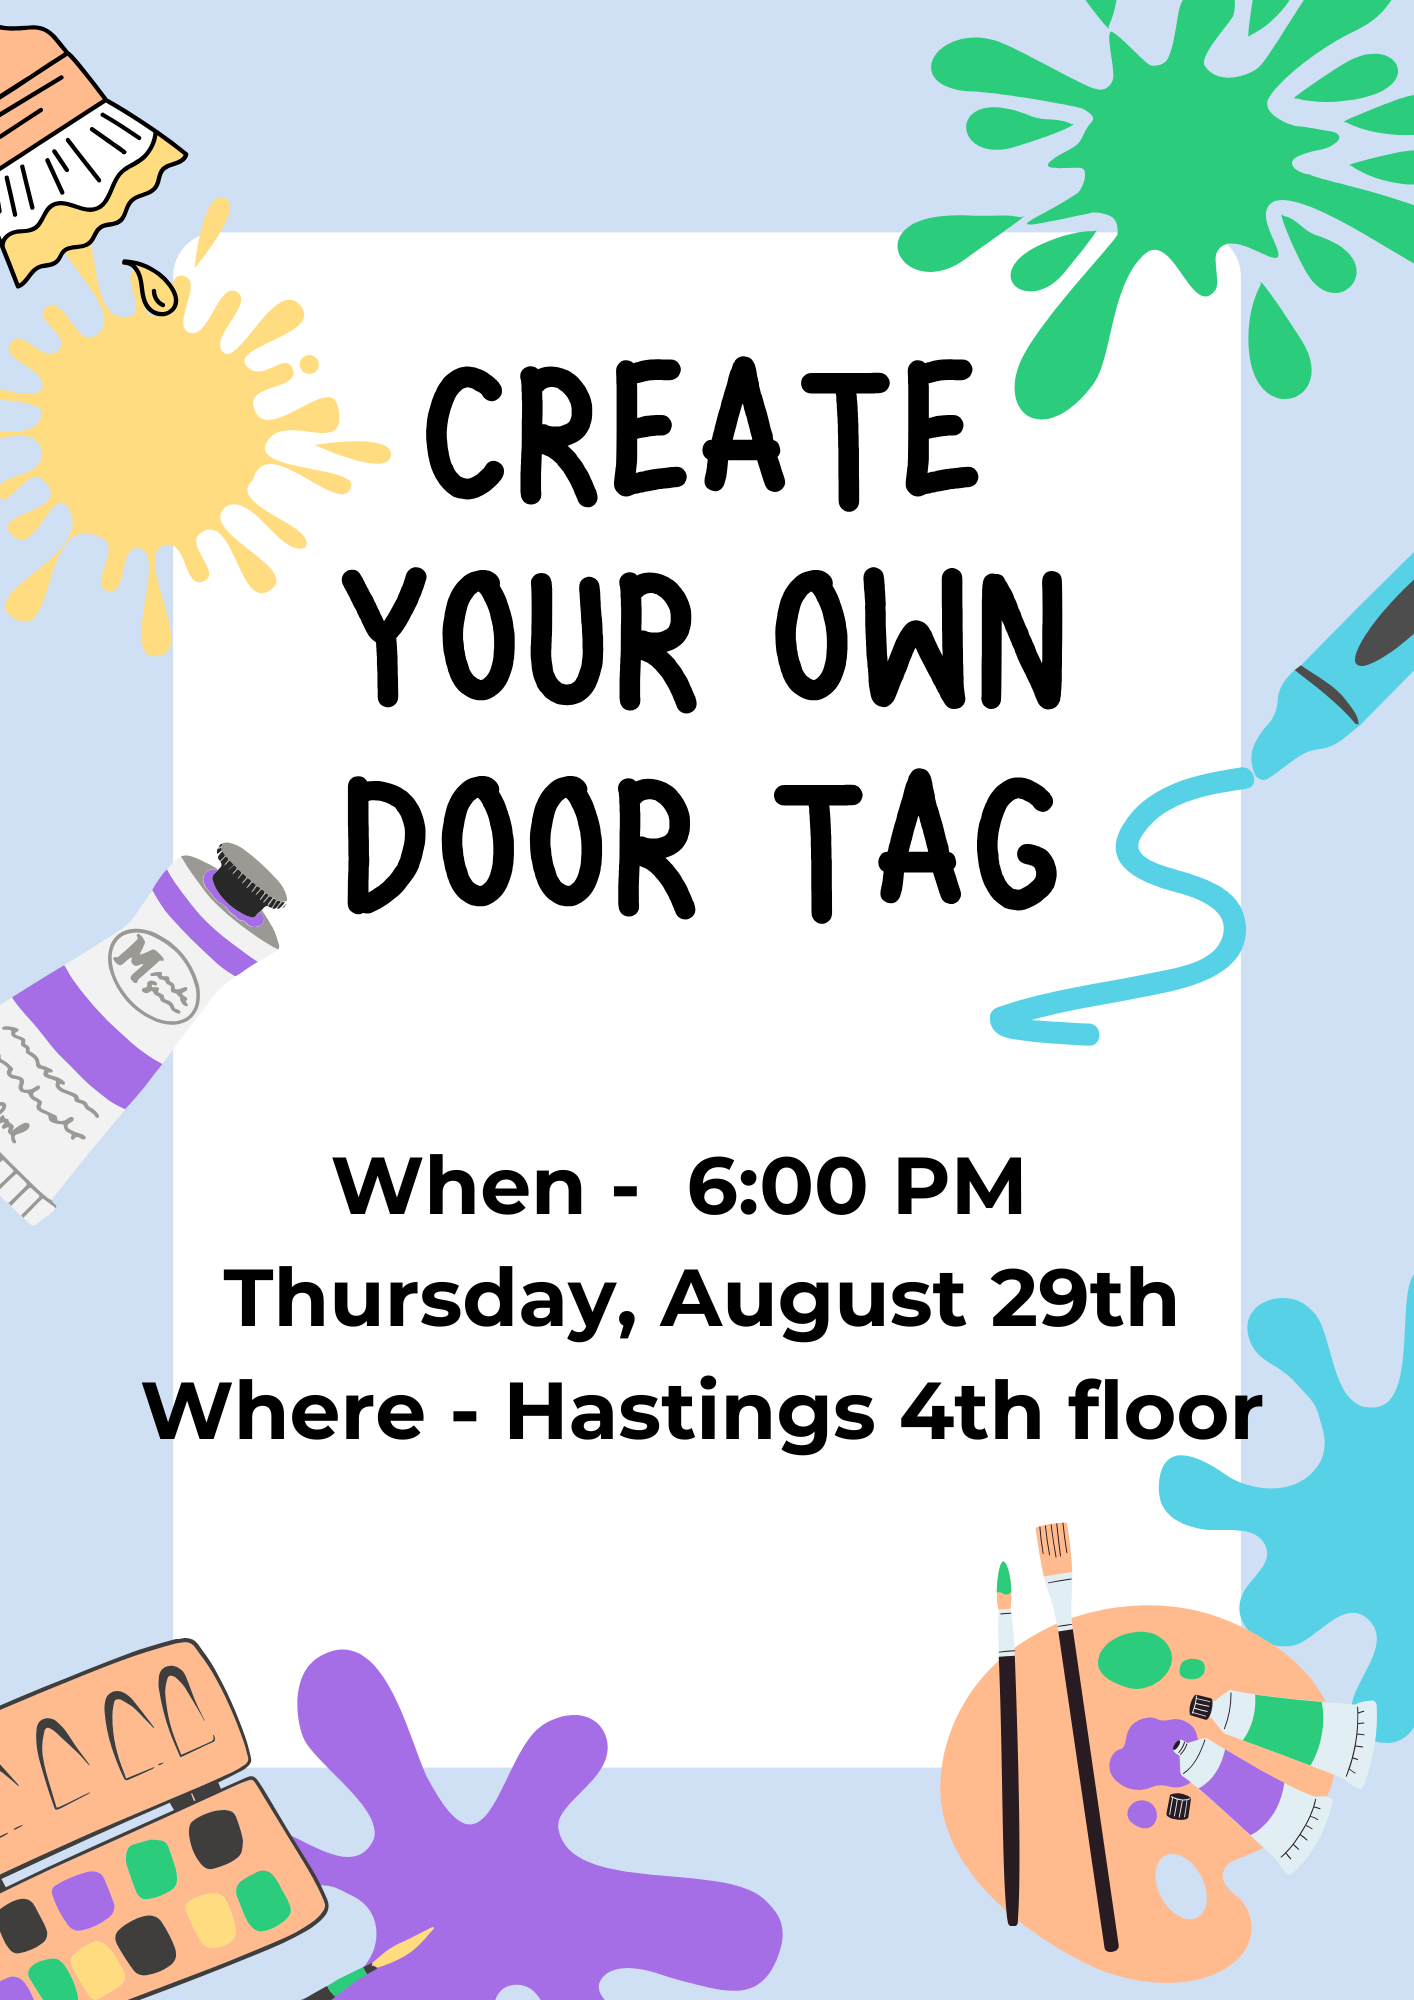 CREATE
YOUR OWN
DOOR TAG
When - 6:00 PM
Thursday, August 29th
Where - Hastings 4th floor